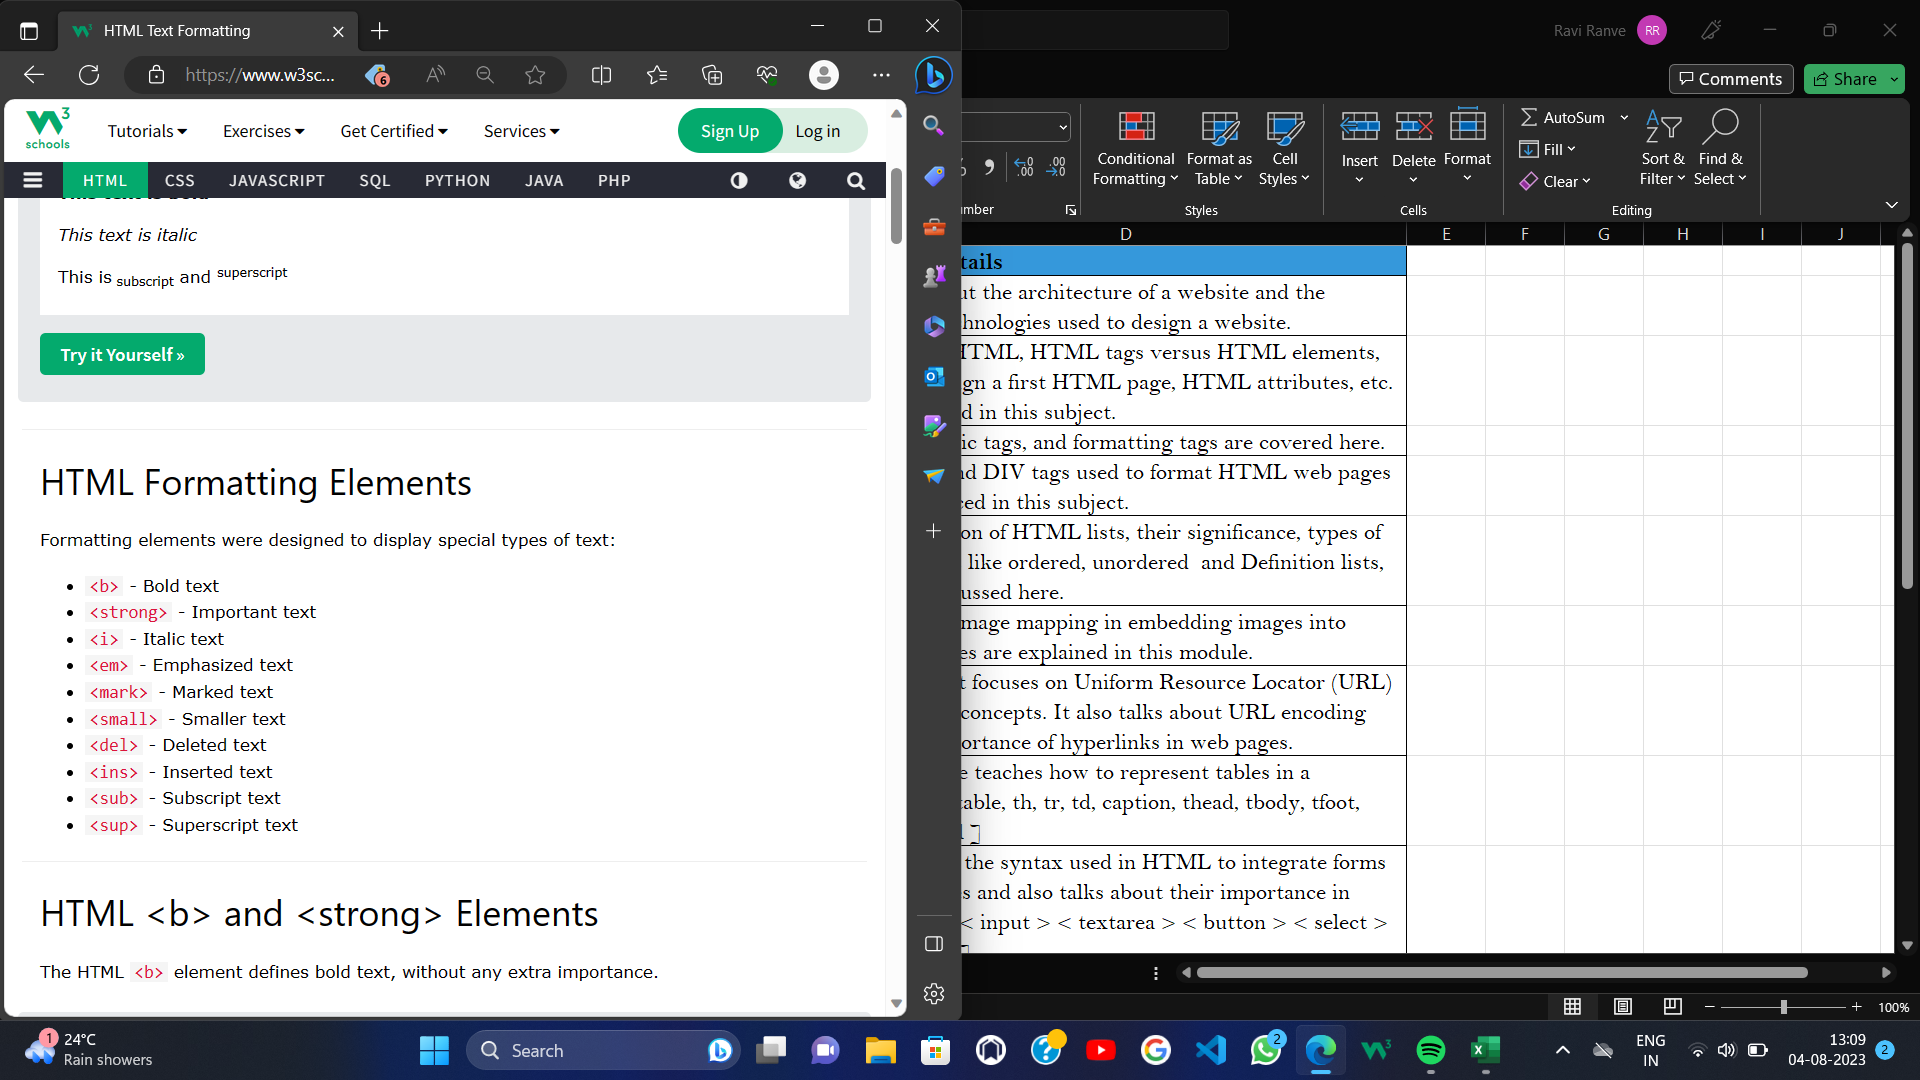 HTML Text Formatting
https://www.w3sc...
6
schools
Tutorials
Exercises
Get Certified
Services
Sign Up
Log in
HTML
CSS
JAVASCRIPT
SQL
PYTHON
JAVA
PHP
This text is italic
This is subscript and superscript
Try it Yourself »
HTML Formatting Elements
Formatting elements were designed to display special types of text:
<b> - Bold text
<strong> - Important text
<i> - Italic text
<em> - Emphasized text
<mark> - Marked text
<small> - Smaller text
<del> - Deleted text
<ins> - Inserted text
<sub> - Subscript text
<sup> - Superscript text
HTML <b> and <strong> Elements
The HTML <b> element defines bold text, without any extra importance.
Ravi Ranve
RR
Comments
Share
Conditional
Formatting
Format as
Table
Cell
Styles
Styles
Insert
Delete
Format
Cells
AutoSum
Fill
Clear
Sort &
Filter
Find &
Select
Editing
mber
D
E
F
G
H
I
J
tails
ut the architecture of a website and the
hnologies used to design a website.
HTML, HTML tags versus HTML elements,
gn a first HTML page, HTML attributes, etc.
d in this subject.
ic tags, and formatting tags are covered here.
nd DIV tags used to format HTML web pages
ced in this subject.
on of HTML lists, their significance, types of
like ordered, unordered and Definition lists,
ussed here.
mage mapping in embedding images into
es are explained in this module.
t focuses on Uniform Resource Locator (URL)
concepts. It also talks about URL encoding
ortance of hyperlinks in web pages.
e teaches how to represent tables in a
table, th, tr, td, caption, thead, tbody, tfoot,
]
the syntax used in HTML to integrate forms
s and also talks about their importance in
< input > < textarea > < button > < select >
100%
1
24°C
Rain showers
Search
2
ENG
IN
13:09
04-08-2023
2